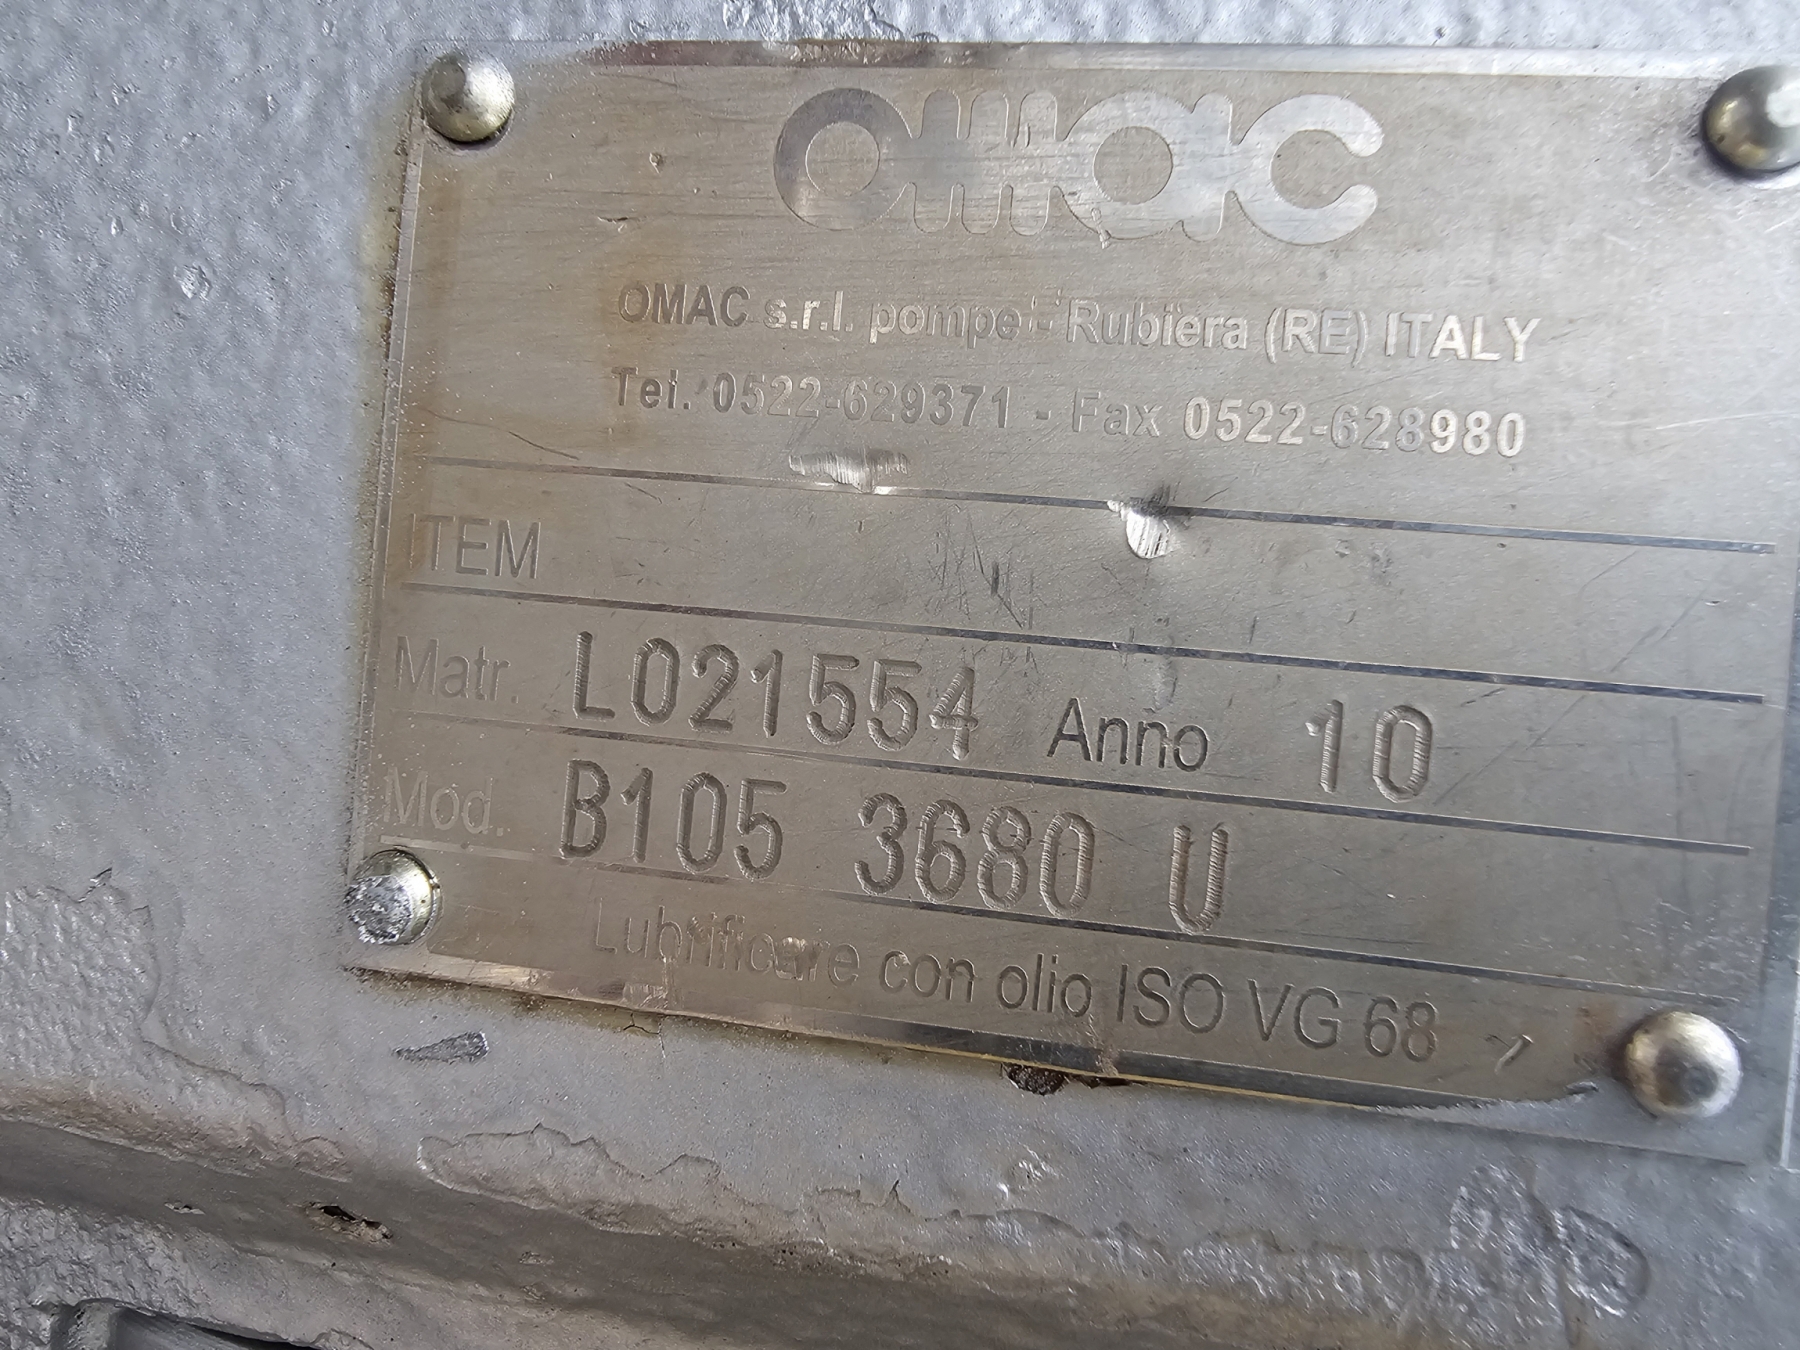 omac
OMAC s.r.l. pompe - Rubiera (RE) ITALY
Tel. 0522-629371 - Fax 0522-628980
ITEM
Matr. L021554 Anno 10
Mod. B105 3680 U
Lubrificare con olio ISO VG 68